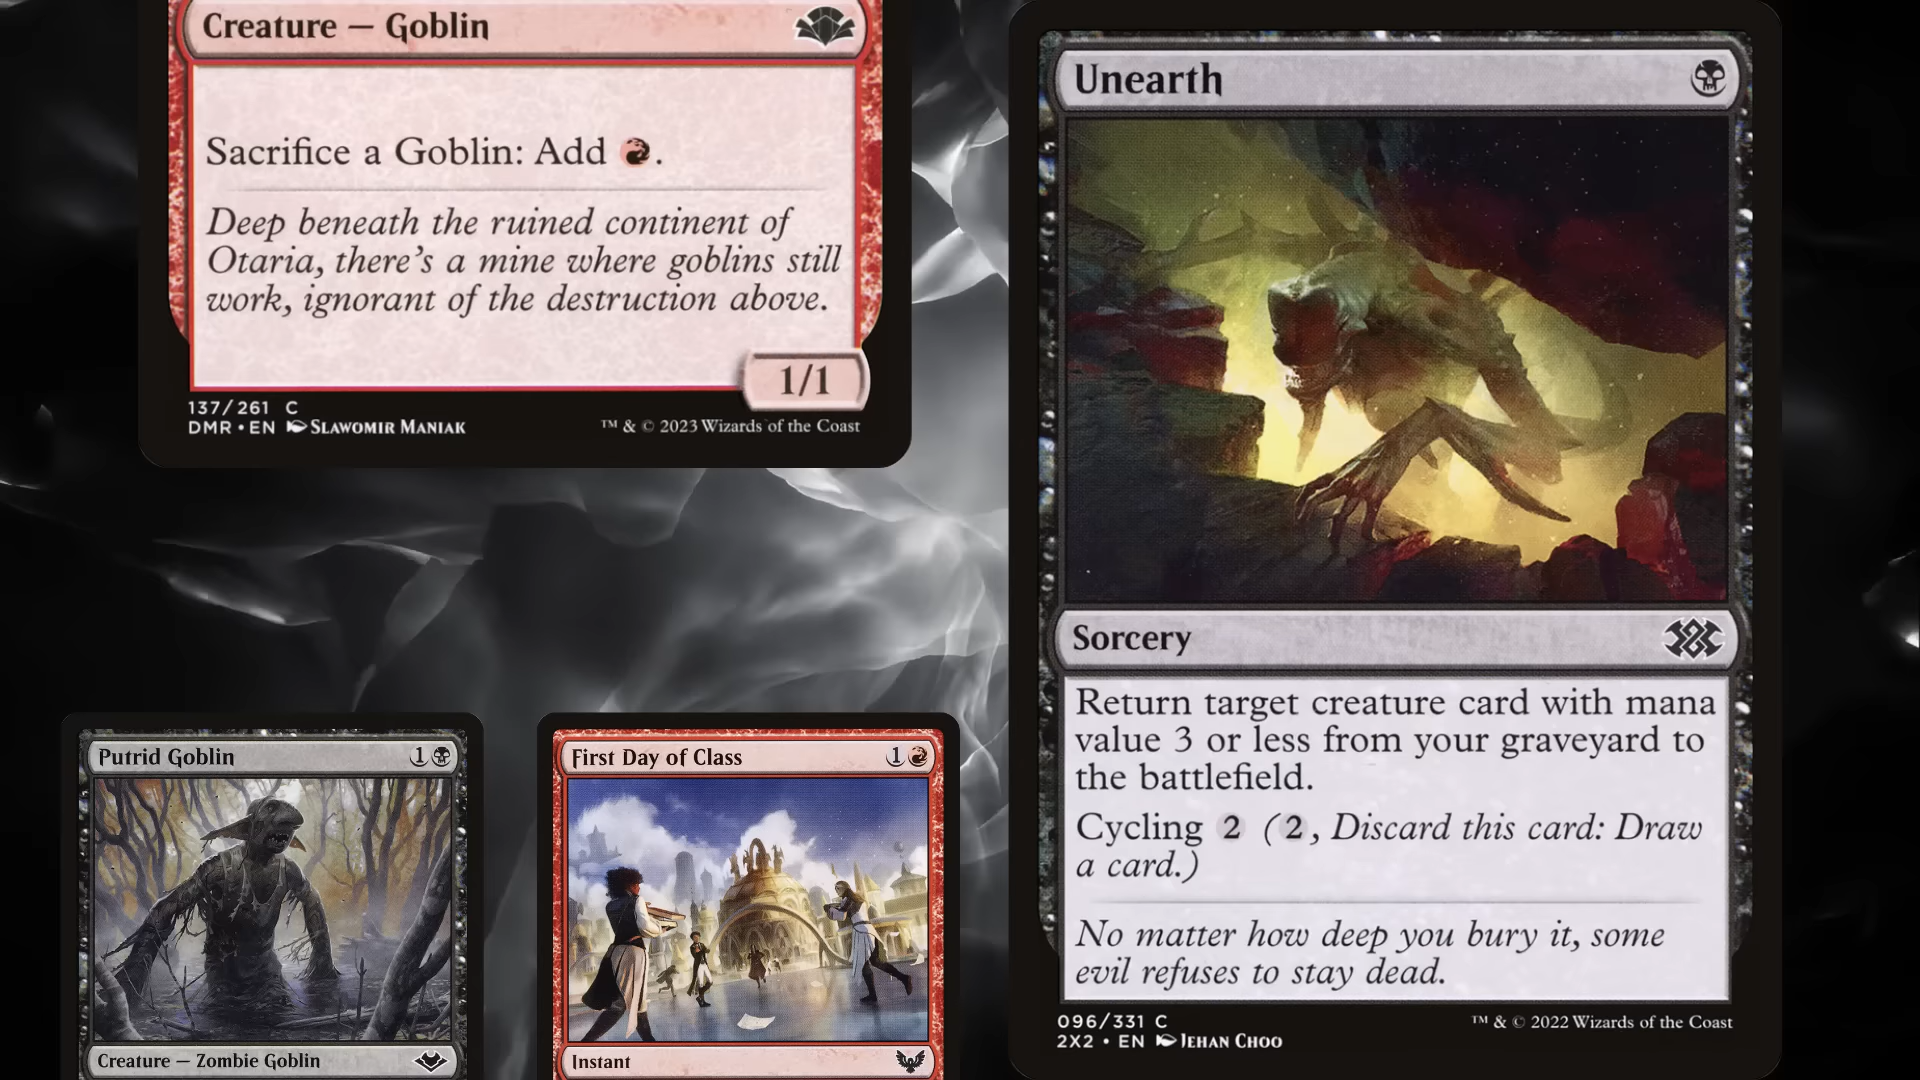 Creature — Goblin
Sacrifice a Goblin: Add .
Deep beneath the ruined continent of
Otaria, there's a mine where goblins still
work, ignorant of the destruction above.
1/1
137/261 C
DMR • EN SLAWOMIR MANIAK
™ & © 2023 Wizards of the Coast
Putrid Goblin 1
Creature — Zombie Goblin
First Day of Class 1
Instant
Unearth
Sorcery
Return target creature card with mana
value 3 or less from your graveyard to
the battlefield.
Cycling 2 (2, Discard this card: Draw
a card.)
No matter how deep you bury it, some
evil refuses to stay dead.
096/331 C
2X2 • EN JEHAN CHOO
™ & © 2022 Wizards of the Coast